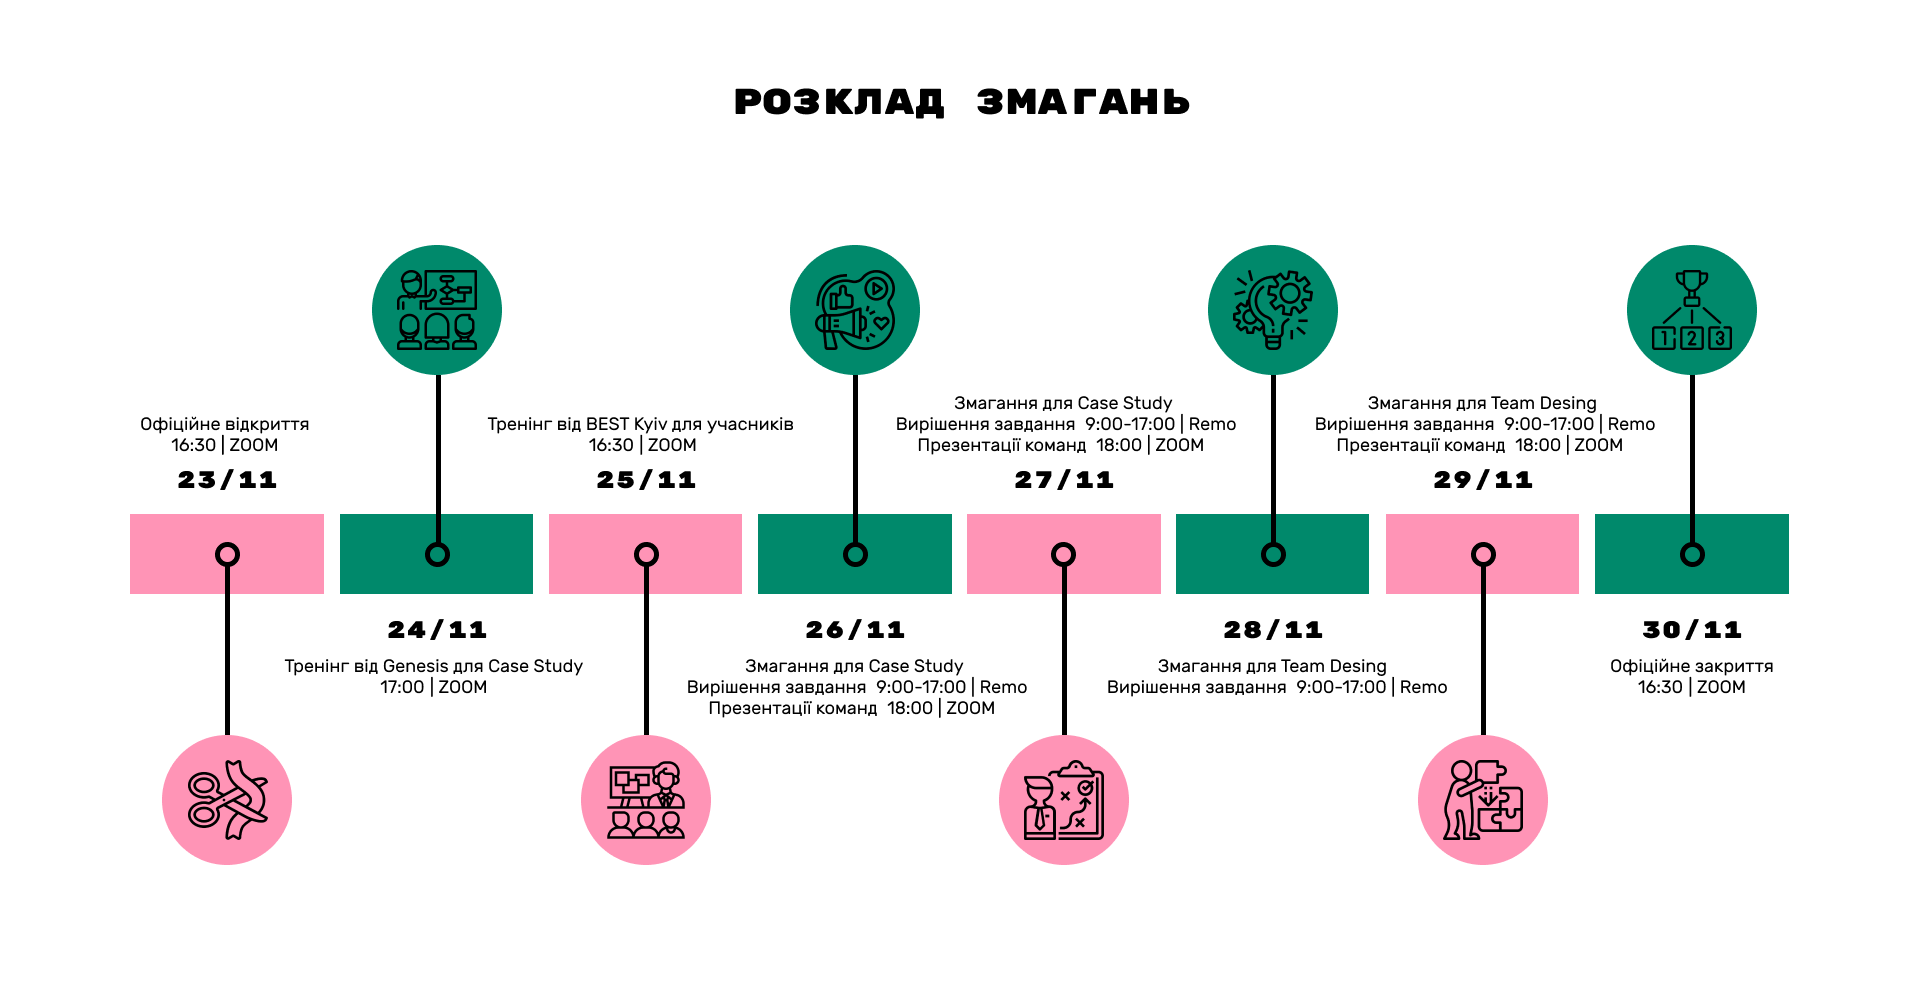 РОЗКЛАД ЗМАГАНЬ
Офіційне відкриття
16:30 | ZOOM
23/11
24/11
Тренінг від Genesis для Case Study
17:00 | ZOOM
Тренінг від BEST Kyiv для учасників
16:30 | ZOOM
25/11
26/11
Змагання для Case Study
Вирішення завдання 9:00-17:00 | Remo
Презентації команд 18:00 | ZOOM
Змагання для Case Study
Вирішення завдання 9:00-17:00 | Remo
Презентації команд 18:00 | ZOOM
27/11
28/11
Змагання для Team Desing
Вирішення завдання 9:00-17:00 | Remo
Змагання для Team Desing
Вирішення завдання 9:00-17:00 | Remo
Презентації команд 18:00 | ZOOM
29/11
1 2 3
30/11
Офіційне закриття
16:30 | ZOOM